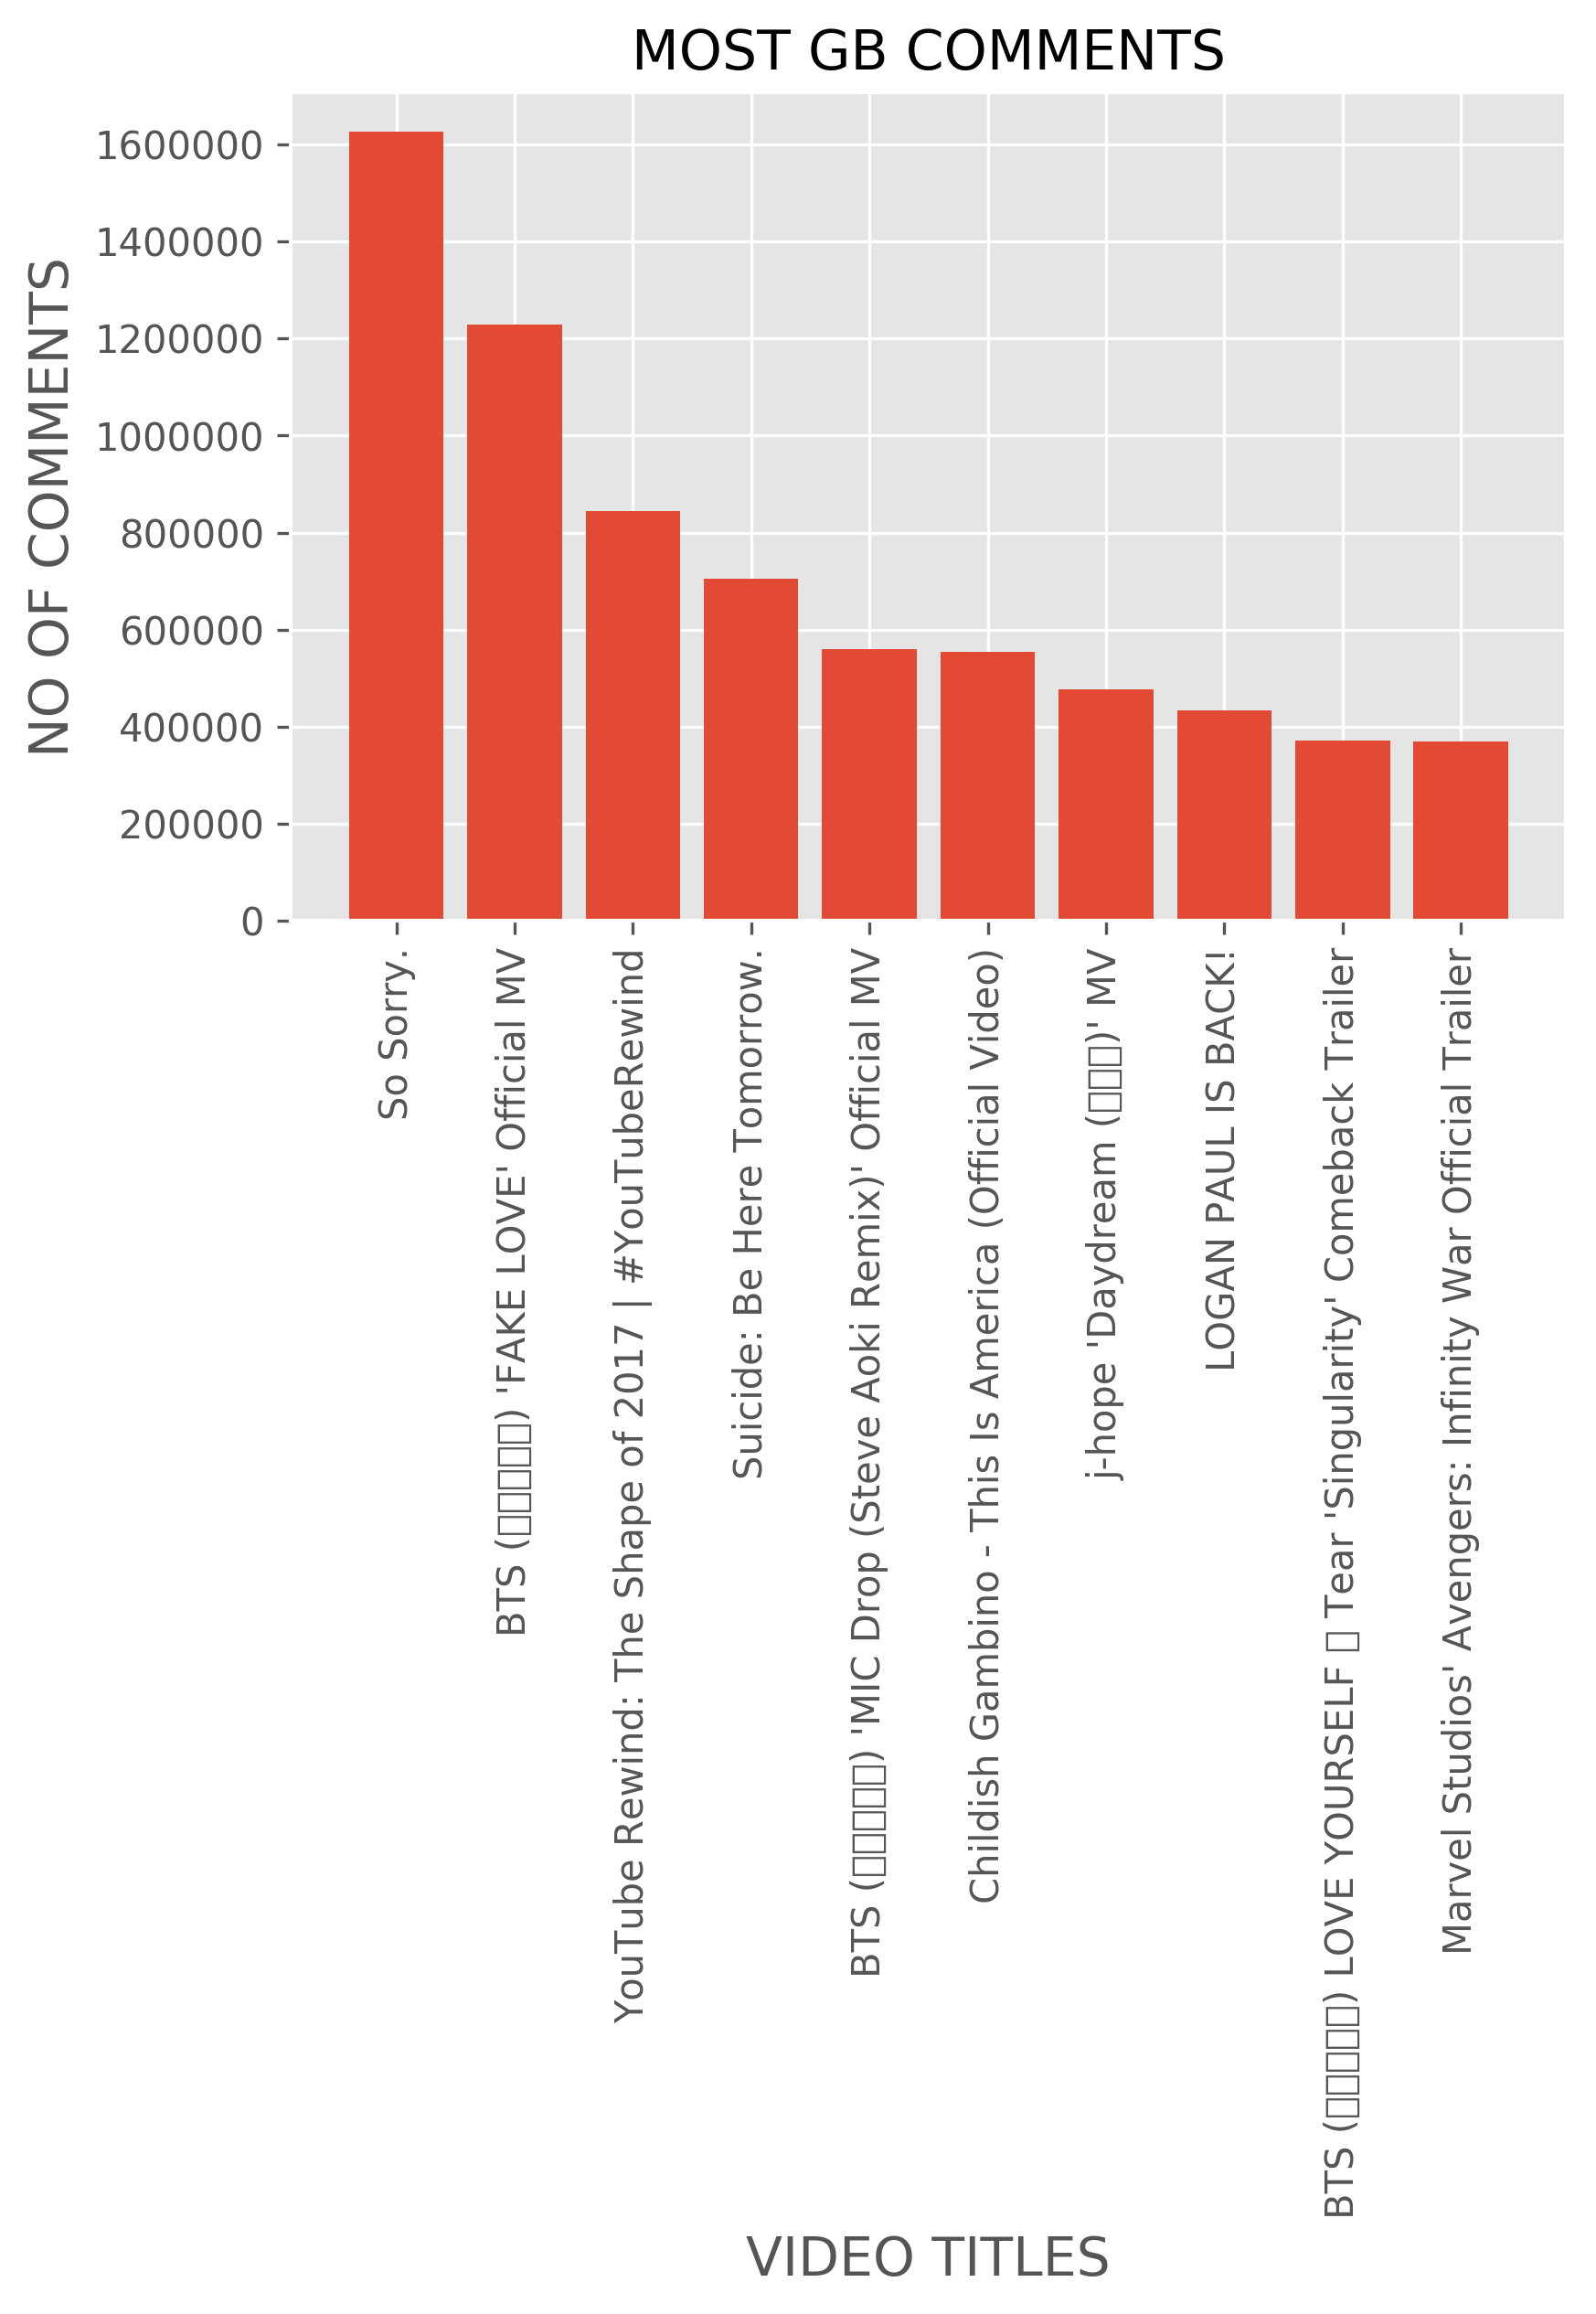 MOST GB COMMENTS
NO OF COMMENTS
1600000
1400000
1200000
1000000
800000
600000
400000
200000
0
So Sorry.
BTS (□□□□□) 'FAKE LOVE' Official MV
YouTube Rewind: The Shape of 2017 | #YouTubeRewind
Suicide: Be Here Tomorrow.
BTS (□□□□□) 'MIC Drop (Steve Aoki Remix)' Official MV
Childish Gambino - This Is America (Official Video)
j-hope 'Daydream (□□□)' MV
LOGAN PAUL IS BACK!
BTS (□□□□□) LOVE YOURSELF □ Tear 'Singularity' Comeback Trailer
Marvel Studios' Avengers: Infinity War Official Trailer
VIDEO TITLES